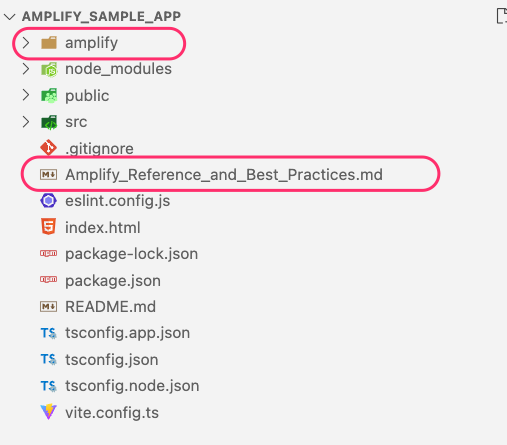 AMPLIFY_SAMPLE_APP
amplify
node_modules
public
src
.gitignore
Amplify_Reference_and_Best_Practices.md
eslint.config.js
index.html
package-lock.json
package.json
README.md
tsconfig.app.json
tsconfig.json
tsconfig.node.json
vite.config.ts